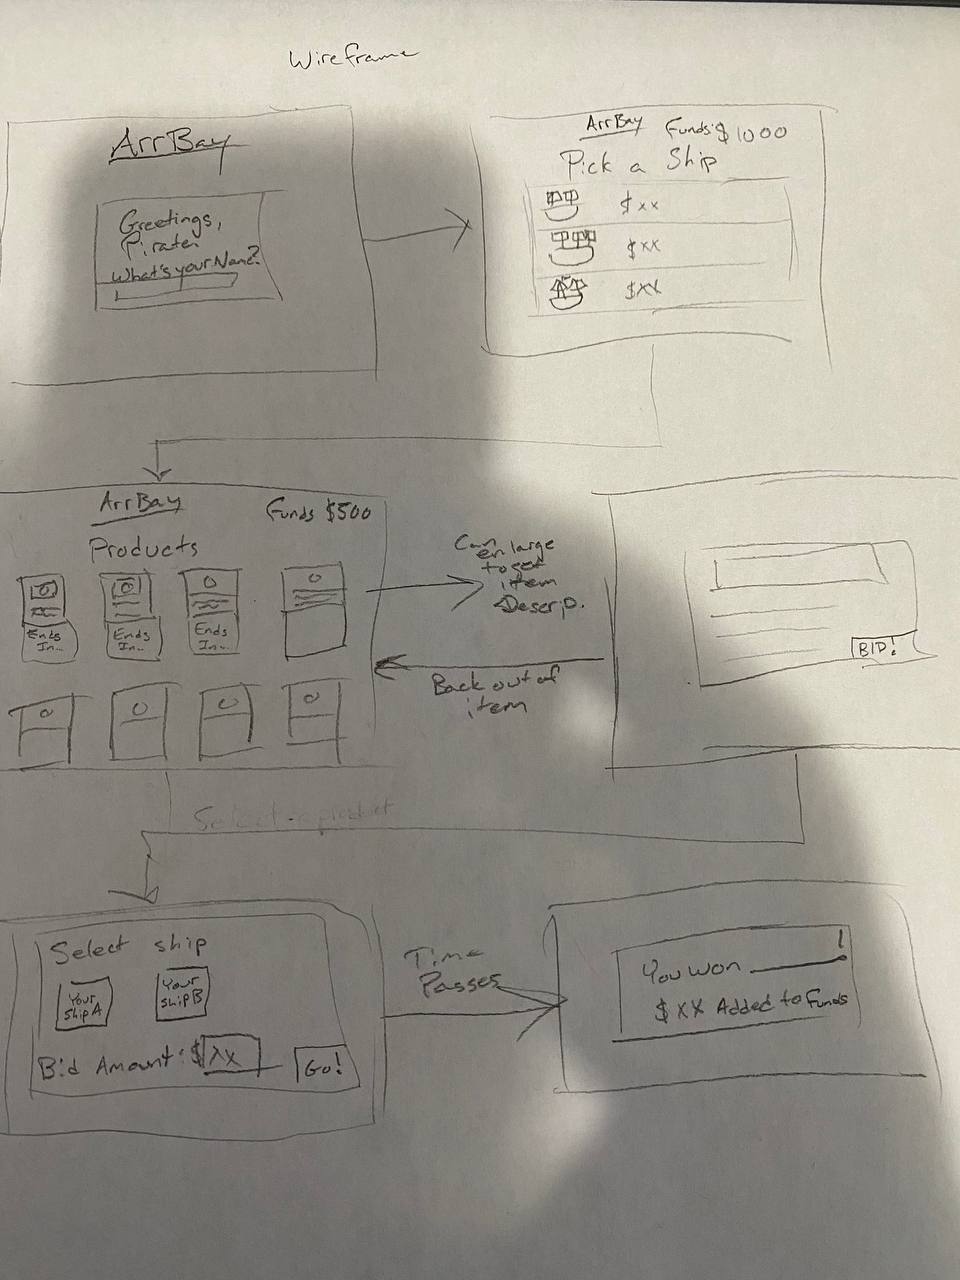 Wireframe
ArrBay
Greetings,
Pirate!
What's your Name?
ArrBay Funds: $1000
Pick a Ship
$xx
$xx
$xx
ArrBay Funds $500
Products
Ends
In...
Ends
In...
Ends
In...
Can
enlarge
to get
item
Descrip.
Back out of
item
BID!
Select a product
Select ship
Your
Ship A
Your
Ship B
Bid Amount: $xx
Go!
Time
Passes
You won ______!
$XX Added to Funds